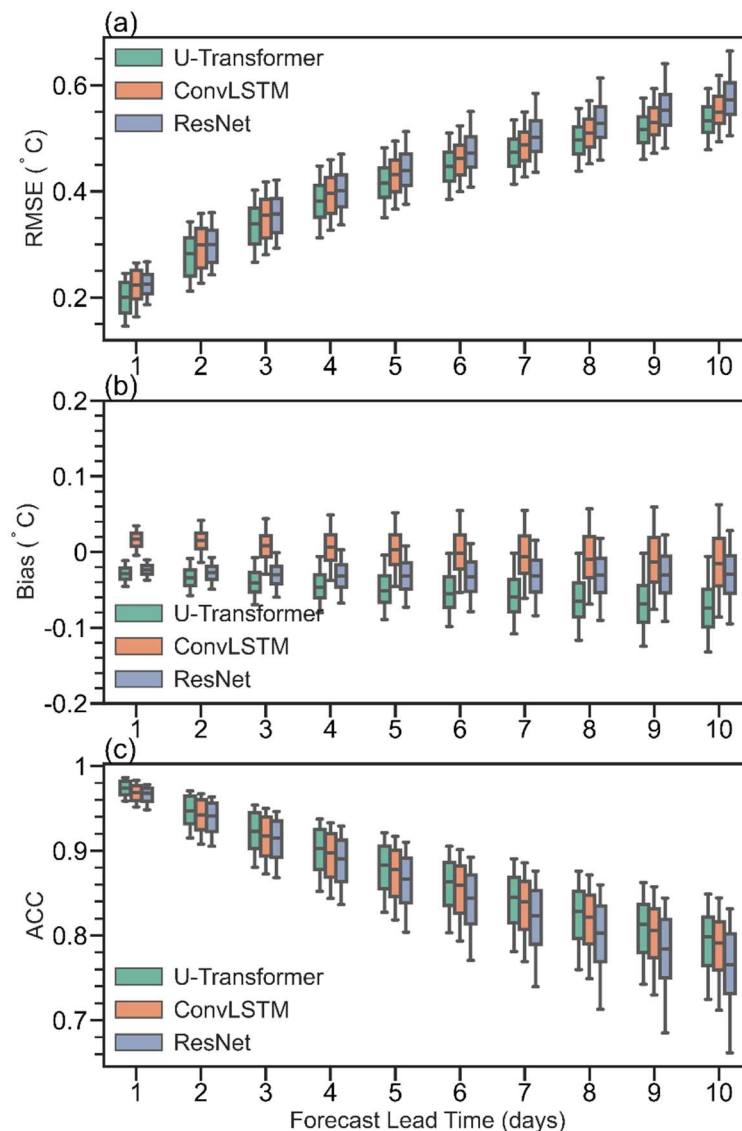 (a)
U-Transformer
ConvLSTM
ResNet
0.6
0.4
0.2
RMSE (°C)
1 2 3 4 5 6 7 8 9 10
(b)
0.2
0.1
0
-0.1
-0.2
Bias (°C)
U-Transformer
ConvLSTM
ResNet
1 2 3 4 5 6 7 8 9 10
(c)
1
0.9
0.8
0.7
ACC
U-Transformer
ConvLSTM
ResNet
1 2 3 4 5 6 7 8 9 10
Forecast Lead Time (days)